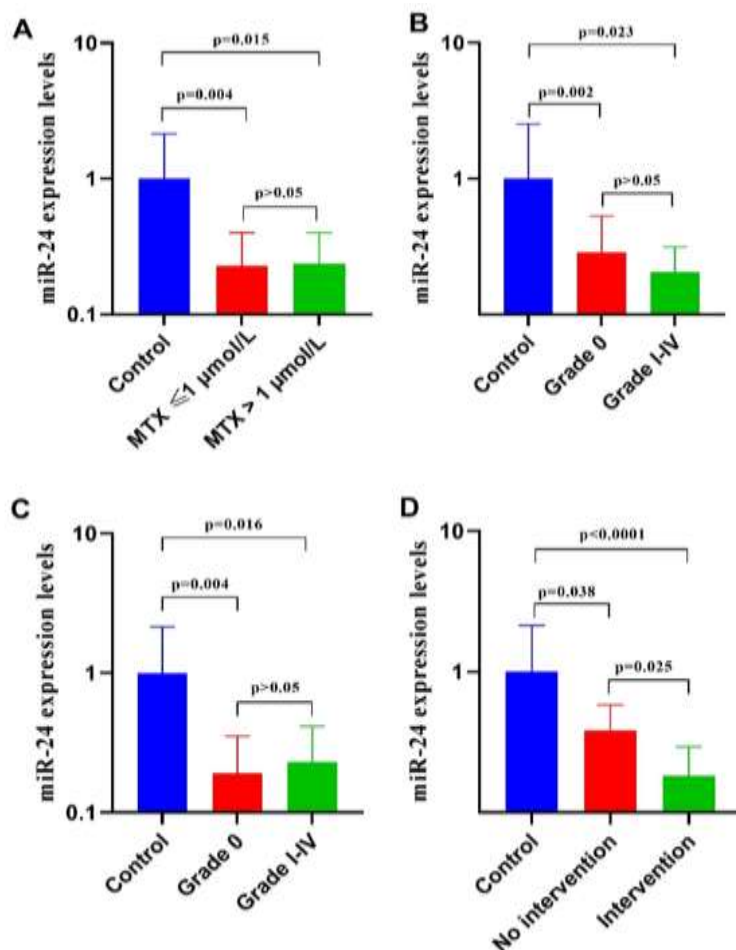 A
miR-24 expression levels
10
1
0.1
p=0.015
p=0.004
p>0.05
Control
MTX ≤1 µmol/L
MTX > 1 µmol/L
B
miR-24 expression levels
10
1
p=0.023
p=0.002
p>0.05
Control
Grade 0
Grade I-IV
C
miR-24 expression levels
10
1
0.1
p=0.016
p=0.004
p>0.05
Control
Grade 0
Grade I-IV
D
miR-24 expression levels
10
1
p<0.0001
p=0.038
p=0.025
Control
No intervention
Intervention